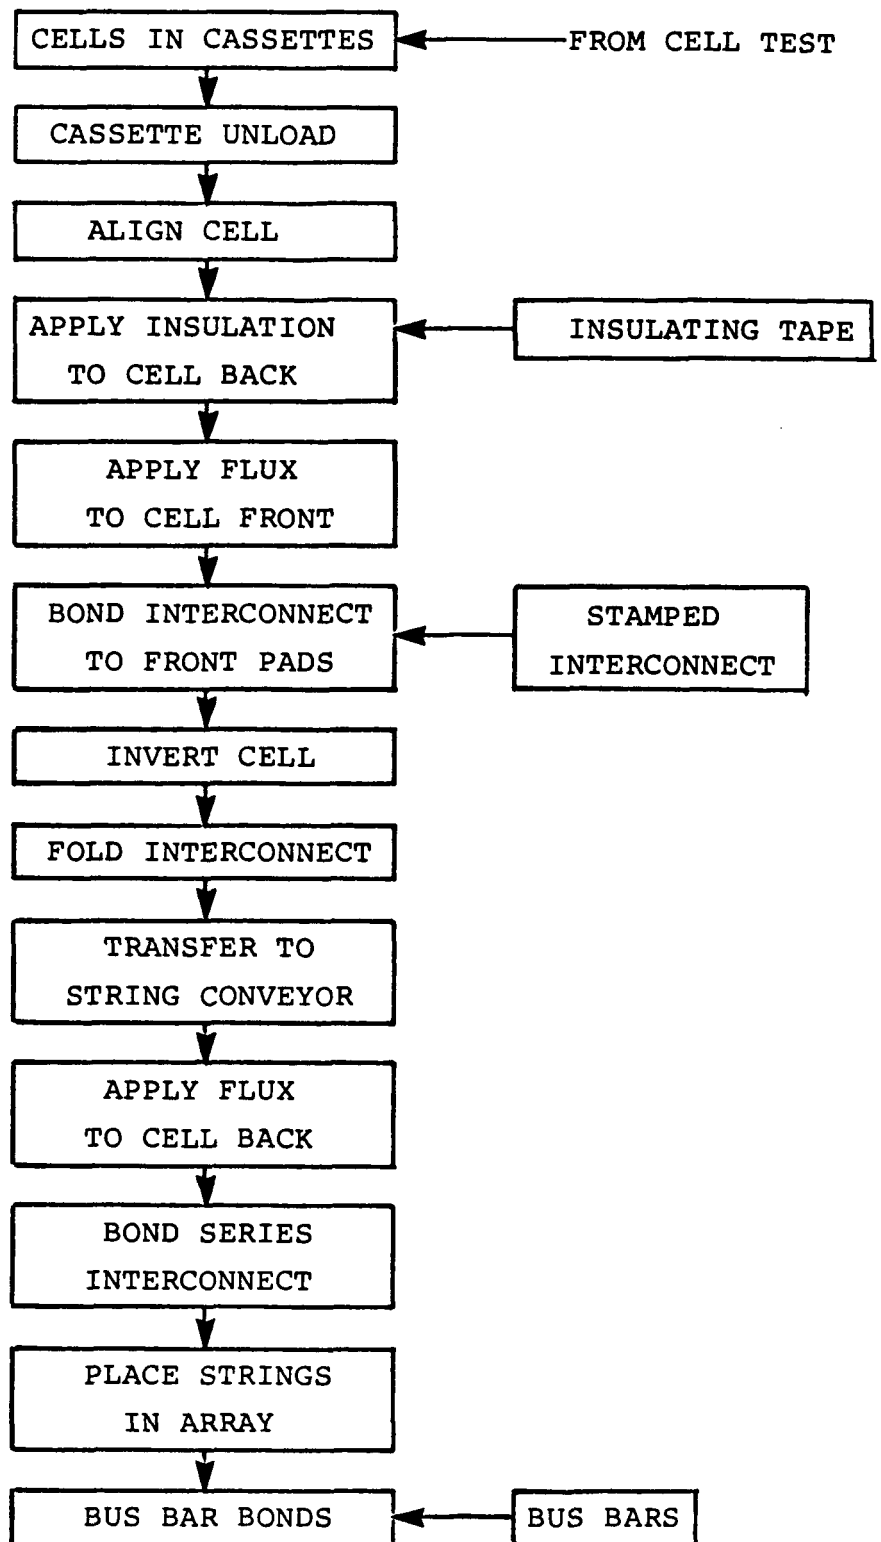 CELLS IN CASSETTES
FROM CELL TEST
CASSETTE UNLOAD
ALIGN CELL
APPLY INSULATION
TO CELL BACK
INSULATING TAPE
APPLY FLUX
TO CELL FRONT
BOND INTERCONNECT
TO FRONT PADS
STAMPED
INTERCONNECT
INVERT CELL
FOLD INTERCONNECT
TRANSFER TO
STRING CONVEYOR
APPLY FLUX
TO CELL BACK
BOND SERIES
INTERCONNECT
PLACE STRINGS
IN ARRAY
BUS BAR BONDS
BUS BARS